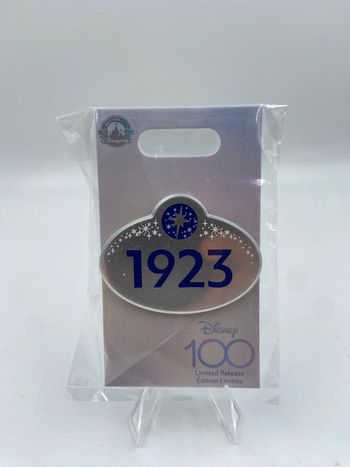 1923
Disney
100
Limited Release
Édition Limitée